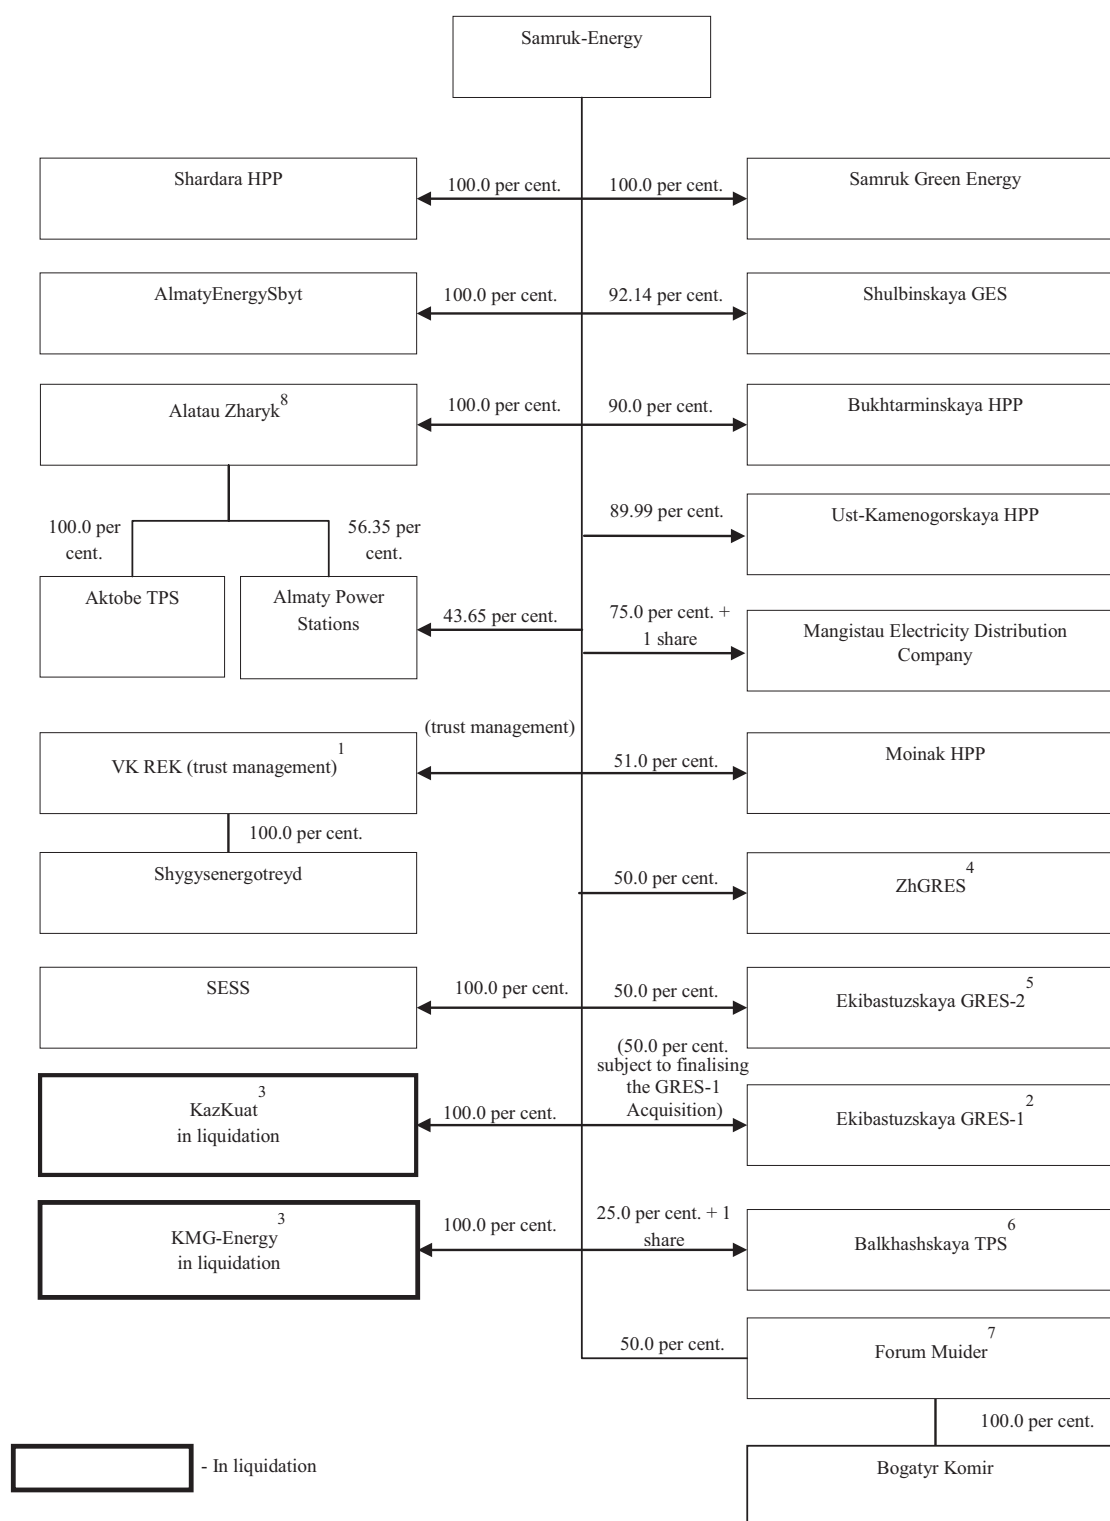 Samruk-Energy
Shardara HPP
100.0 per cent.
100.0 per cent.
Samruk Green Energy
AlmatyEnergySbyt
100.0 per cent.
92.14 per cent.
Shulbinskaya GES
Alatau Zharyk8
100.0 per cent.
90.0 per cent.
Bukhtarminskaya HPP
89.99 per cent.
Ust-Kamenogorskaya HPP
100.0 per
cent.
56.35 per
cent.
Aktobe TPS
Almaty Power
Stations
43.65 per cent.
75.0 per cent. +
1 share
Mangistau Electricity Distribution
Company
(trust management)
VK REK (trust management)1
51.0 per cent.
Moinak HPP
100.0 per cent.
Shygysenergotreyd
50.0 per cent.
ZhGRES4
SESS
100.0 per cent.
50.0 per cent.
Ekibastuzskaya GRES-25
(50.0 per cent.
subject to finalising
the GRES-1
Acquisition)
KazKuat3
in liquidation
100.0 per cent.
Ekibastuzskaya GRES-12
KMG-Energy3
in liquidation
100.0 per cent.
25.0 per cent. + 1
share
Balkhashskaya TPS6
50.0 per cent.
Forum Muider7
100.0 per cent.
- In liquidation
Bogatyr Komir